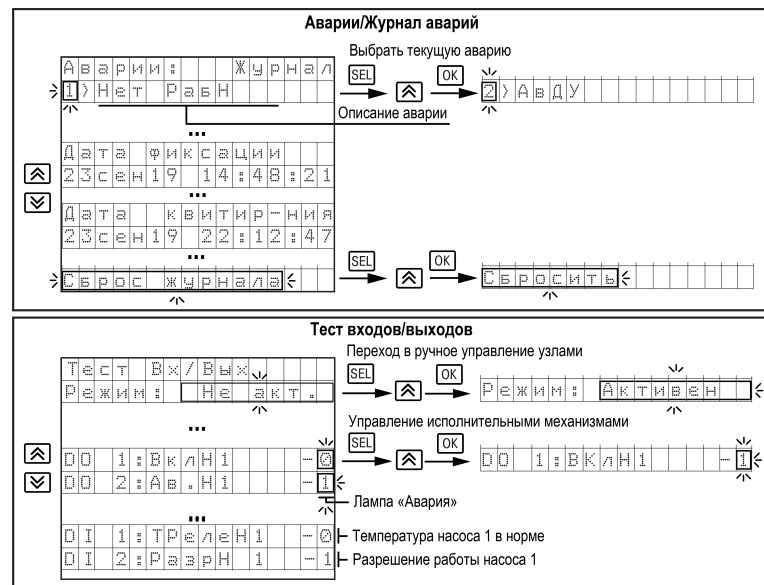 Аварии/Журнал аварий
Выбрать текущую аварию
Аварии: Журнал
1>Нет РабН
SEL
OK
2>АвДУ
Описание аварии
...
Дата фиксации
23сен19 14:48:21
...
Дата квитир-ния
23сен19 22:12:47
...
Сброс журнала
SEL
OK
Сбросить
Тест входов/выходов
Переход в ручное управление узлами
Тест Вх/Вых
Режим: Не акт.
SEL
OK
Режим: Активен
...
Управление исполнительными механизмами
SEL
OK
DO 1:ВклН1 -0
DO 1:ВКлН1 -1
DO 2:Ав.Н1 -1
Лампа «Авария»
...
DI 1:ТРелеН1 -0
Температура насоса 1 в норме
DI 2:РазрН 1 -1
Разрешение работы насоса 1